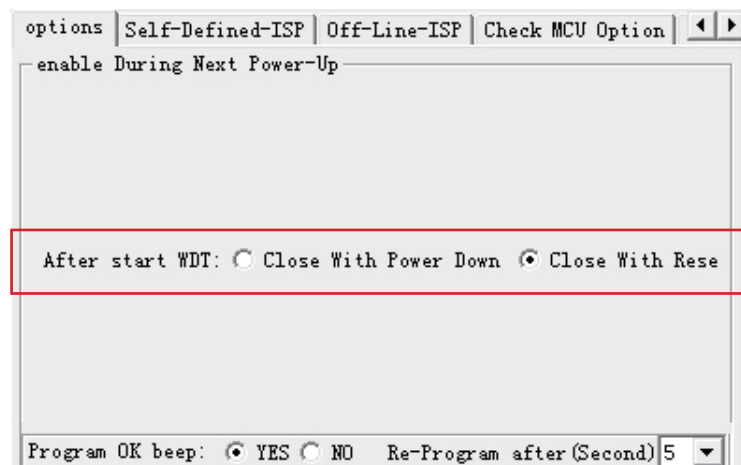 options Self-Defined-ISP Off-Line-ISP Check MCU Option
enable During Next Power-Up
After start WDT: Close With Power Down Close With Rese
Program OK beep: YES NO Re-Program after(Second) 5